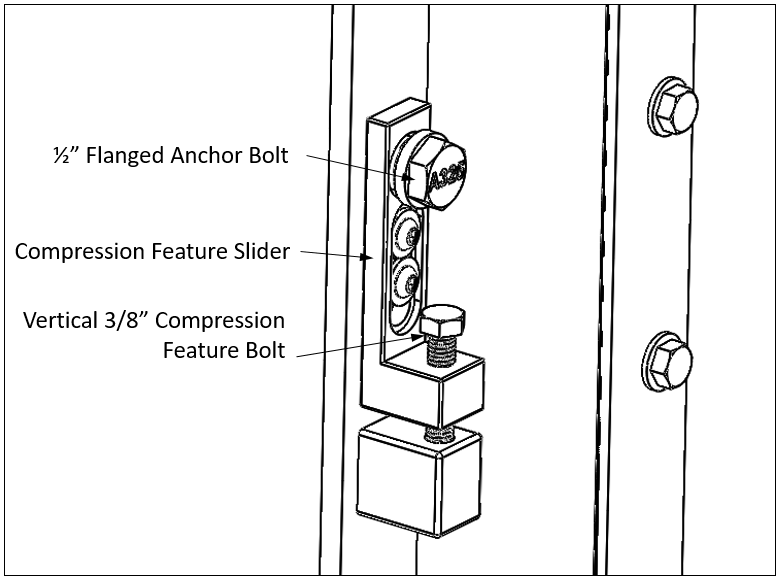 ½” Flanged Anchor Bolt
A325
Compression Feature Slider
Vertical 3/8” Compression
Feature Bolt